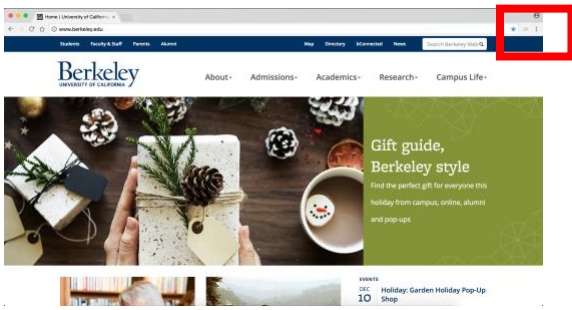 Home | University of Californi
www.berkeley.edu
Students Faculty & Staff Parents Alumni Map Directory bConnected News Search Berkeley Web
Berkeley
UNIVERSITY OF CALIFORNIA
About Admissions Academics Research Campus Life
Gift guide,
Berkeley style
Find the perfect gift for everyone this
holiday from campus, online, alumni
and pop-ups
EVENTS
DEC
10
Holiday: Garden Holiday Pop-Up
Shop